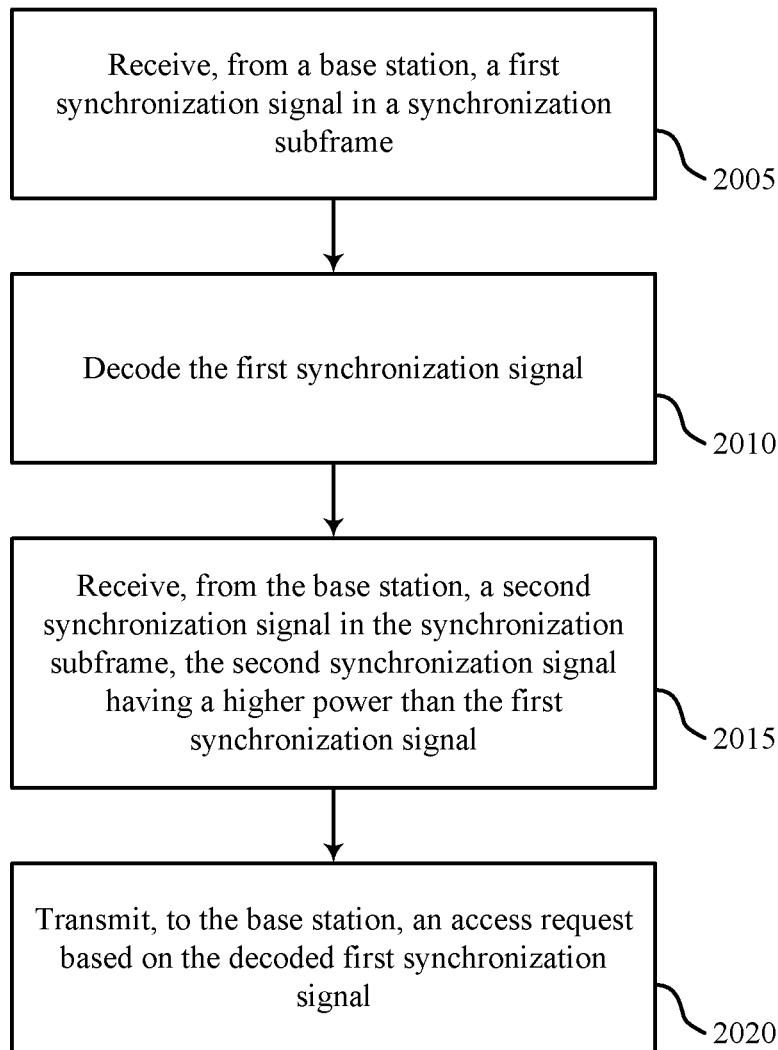 Receive, from a base station, a first
synchronization signal in a synchronization
subframe
2005
Decode the first synchronization signal
2010
Receive, from the base station, a second
synchronization signal in the synchronization
subframe, the second synchronization signal
having a higher power than the first
synchronization signal
2015
Transmit, to the base station, an access request
based on the decoded first synchronization
signal
2020